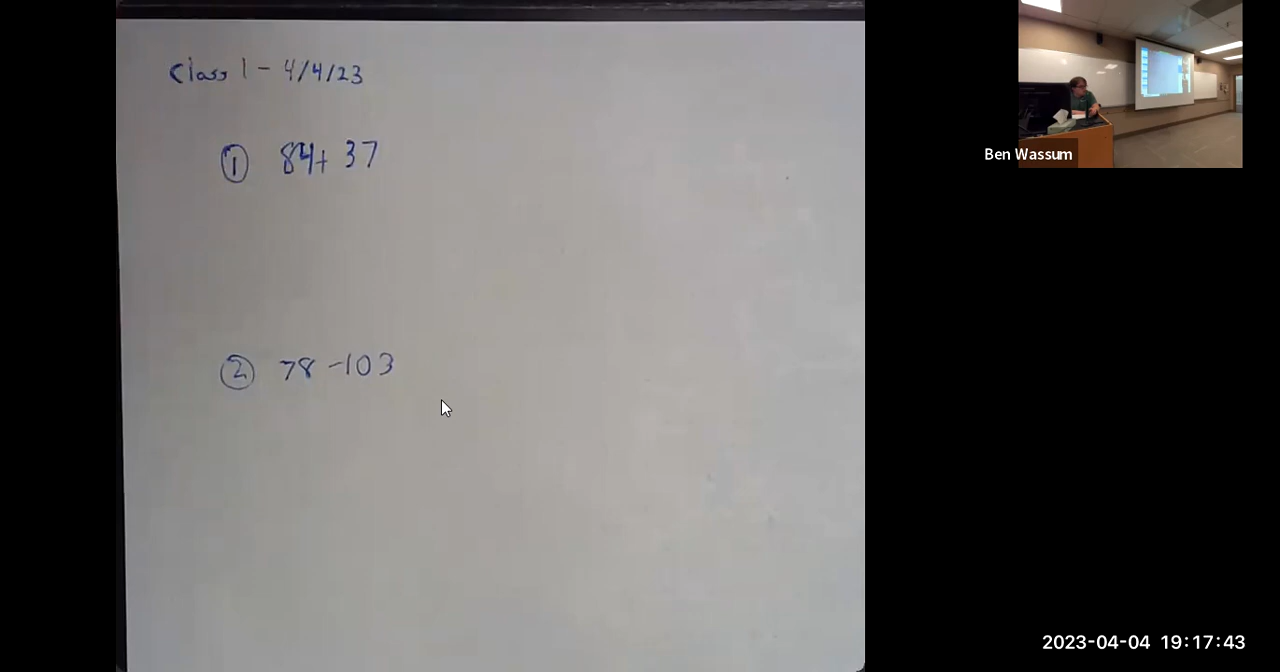 Class 1 - 4/4/23
① 84 + 37
② 78 - 103
Ben Wassum
2023-04-04 19:17:43